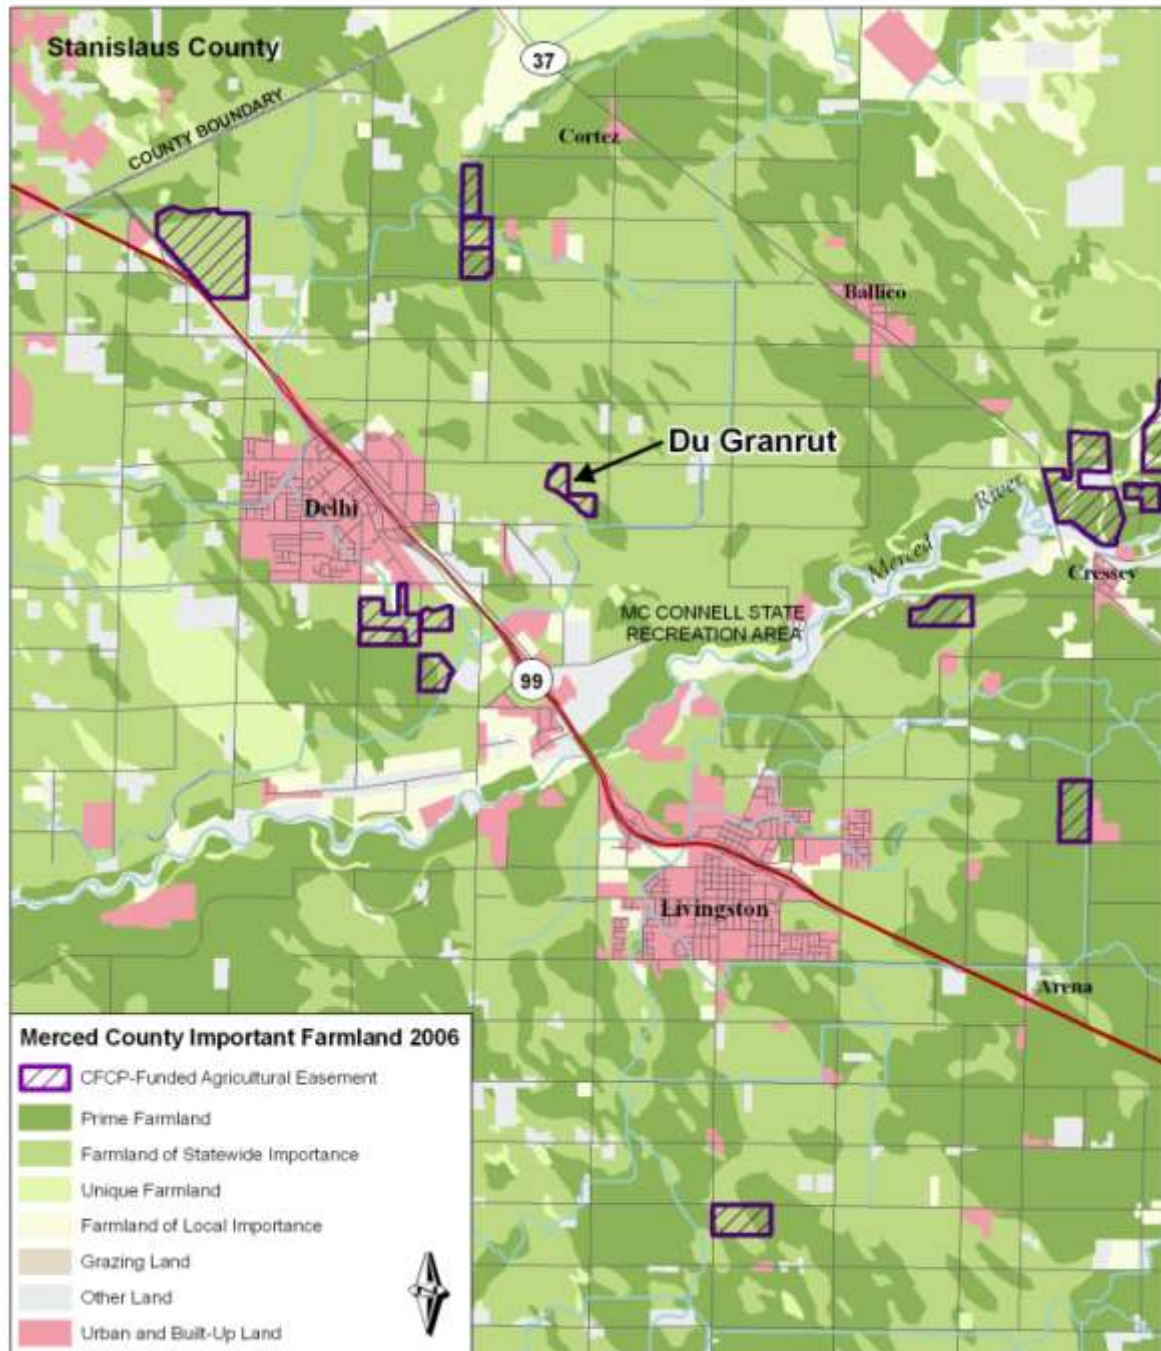 Stanislaus County
37
COUNTY BOUNDARY
Cortez
Ballico
Du Granrut
Delhi
River
Merced
Cressey
MC CONNELL STATE
RECREATION AREA
99
Livingston
Arena
Merced County Important Farmland 2006
CFCP-Funded Agricultural Easement
Prime Farmland
Farmland of Statewide Importance
Unique Farmland
Farmland of Local Importance
Grazing Land
Other Land
Urban and Built-Up Land